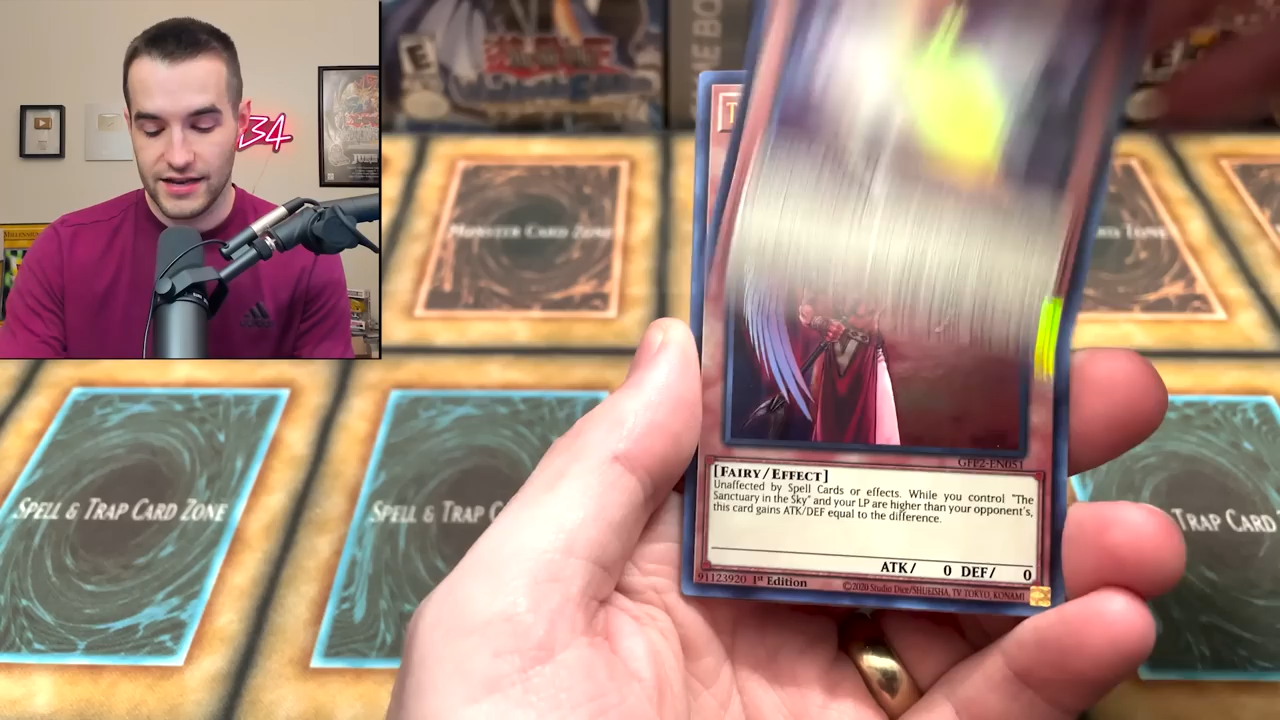 E
34
MONSTER CARD ZONE
SPELL & TRAP CARD ZONE
SPELL & TRAP C
TRAP CARD
T
GFP2-EN051
[FAIRY/EFFECT]
Unaffected by Spell Cards or effects. While you control "The
Sanctuary in the Sky" and your LP are higher than your opponent's,
this card gains ATK/DEF equal to the difference.
ATK/ 0 DEF/ 0
91123920 1st Edition
©2020 Studio Dice/SHUEISHA, TV TOKYO, KONAMI